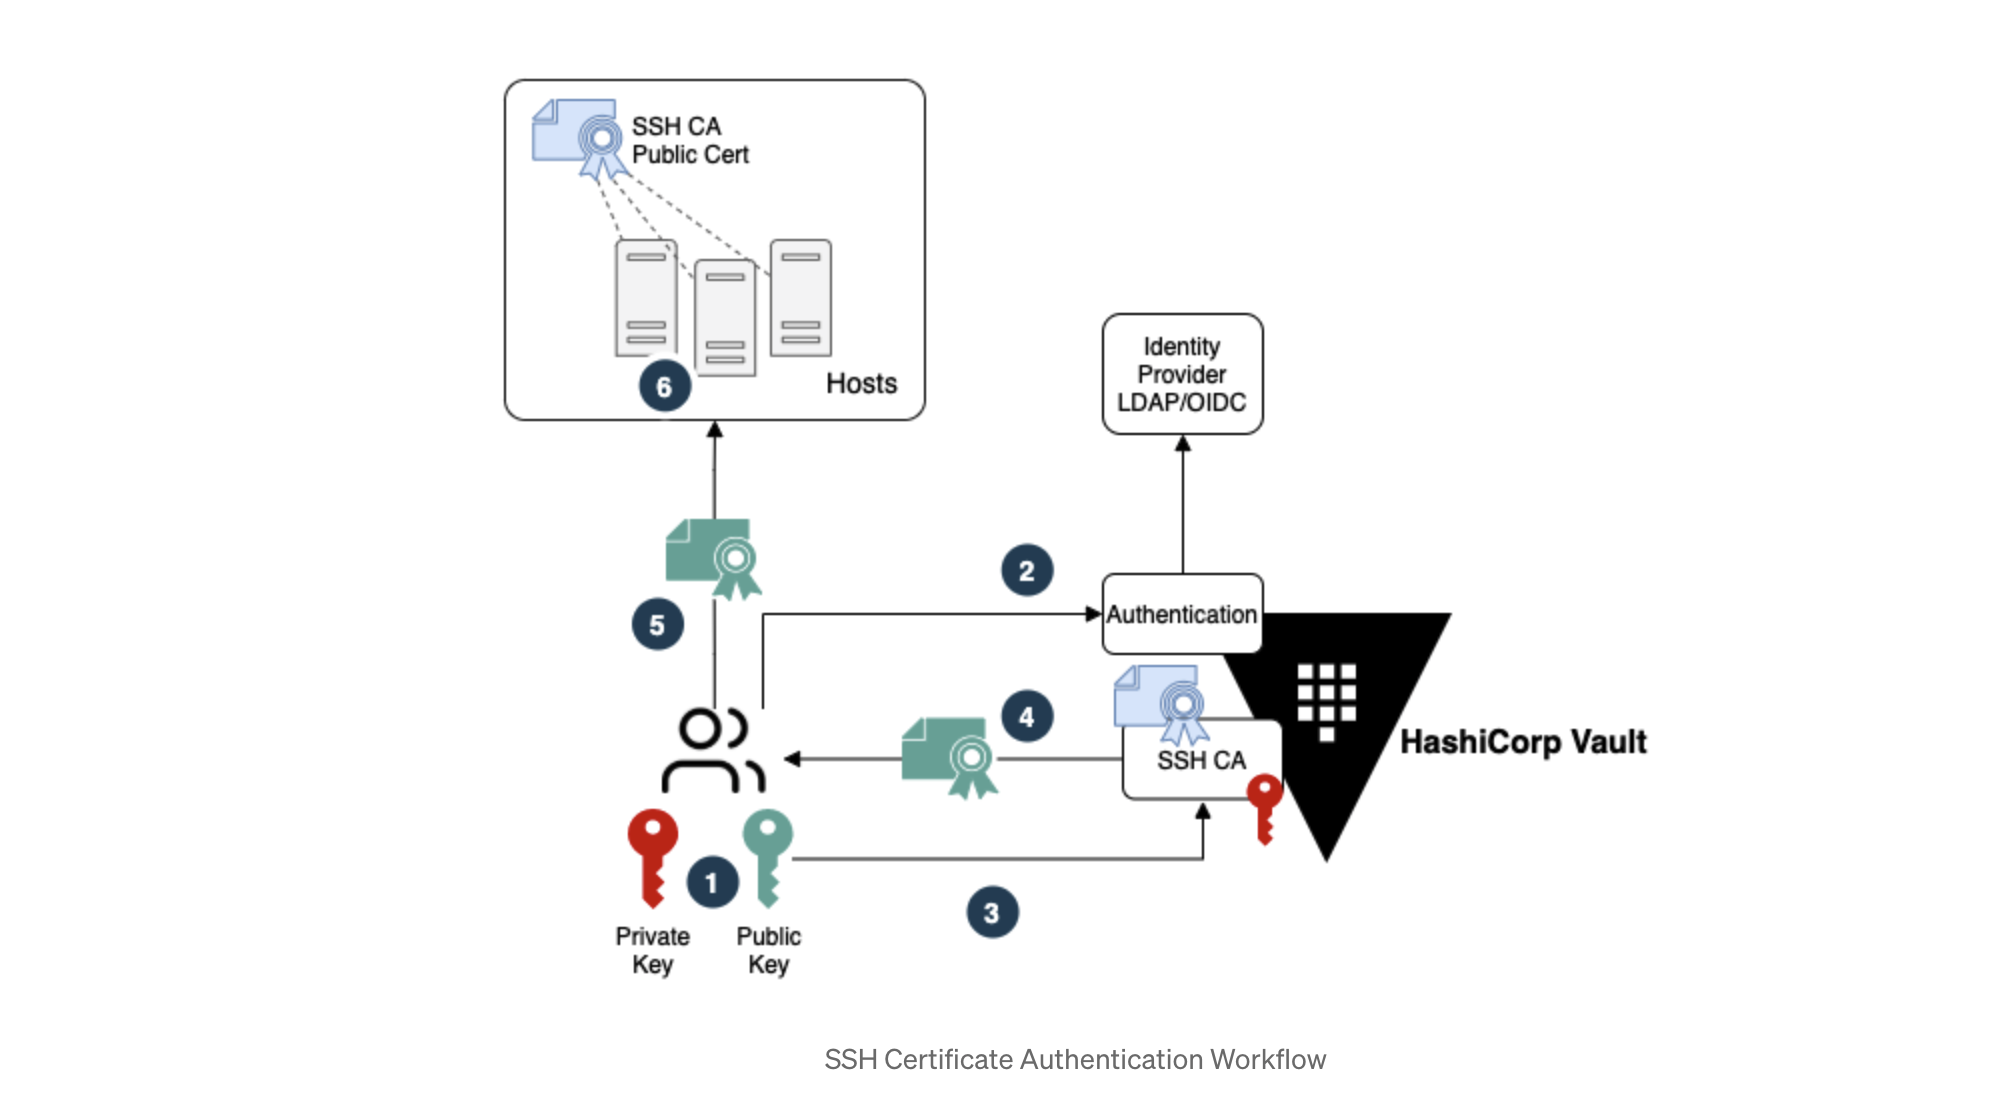 SSH CA
Public Cert
6
Hosts
Identity
Provider
LDAP/OIDC
2
Authentication
5
4
SSH CA
HashiCorp Vault
1
3
Private
Key
Public
Key
SSH Certificate Authentication Workflow